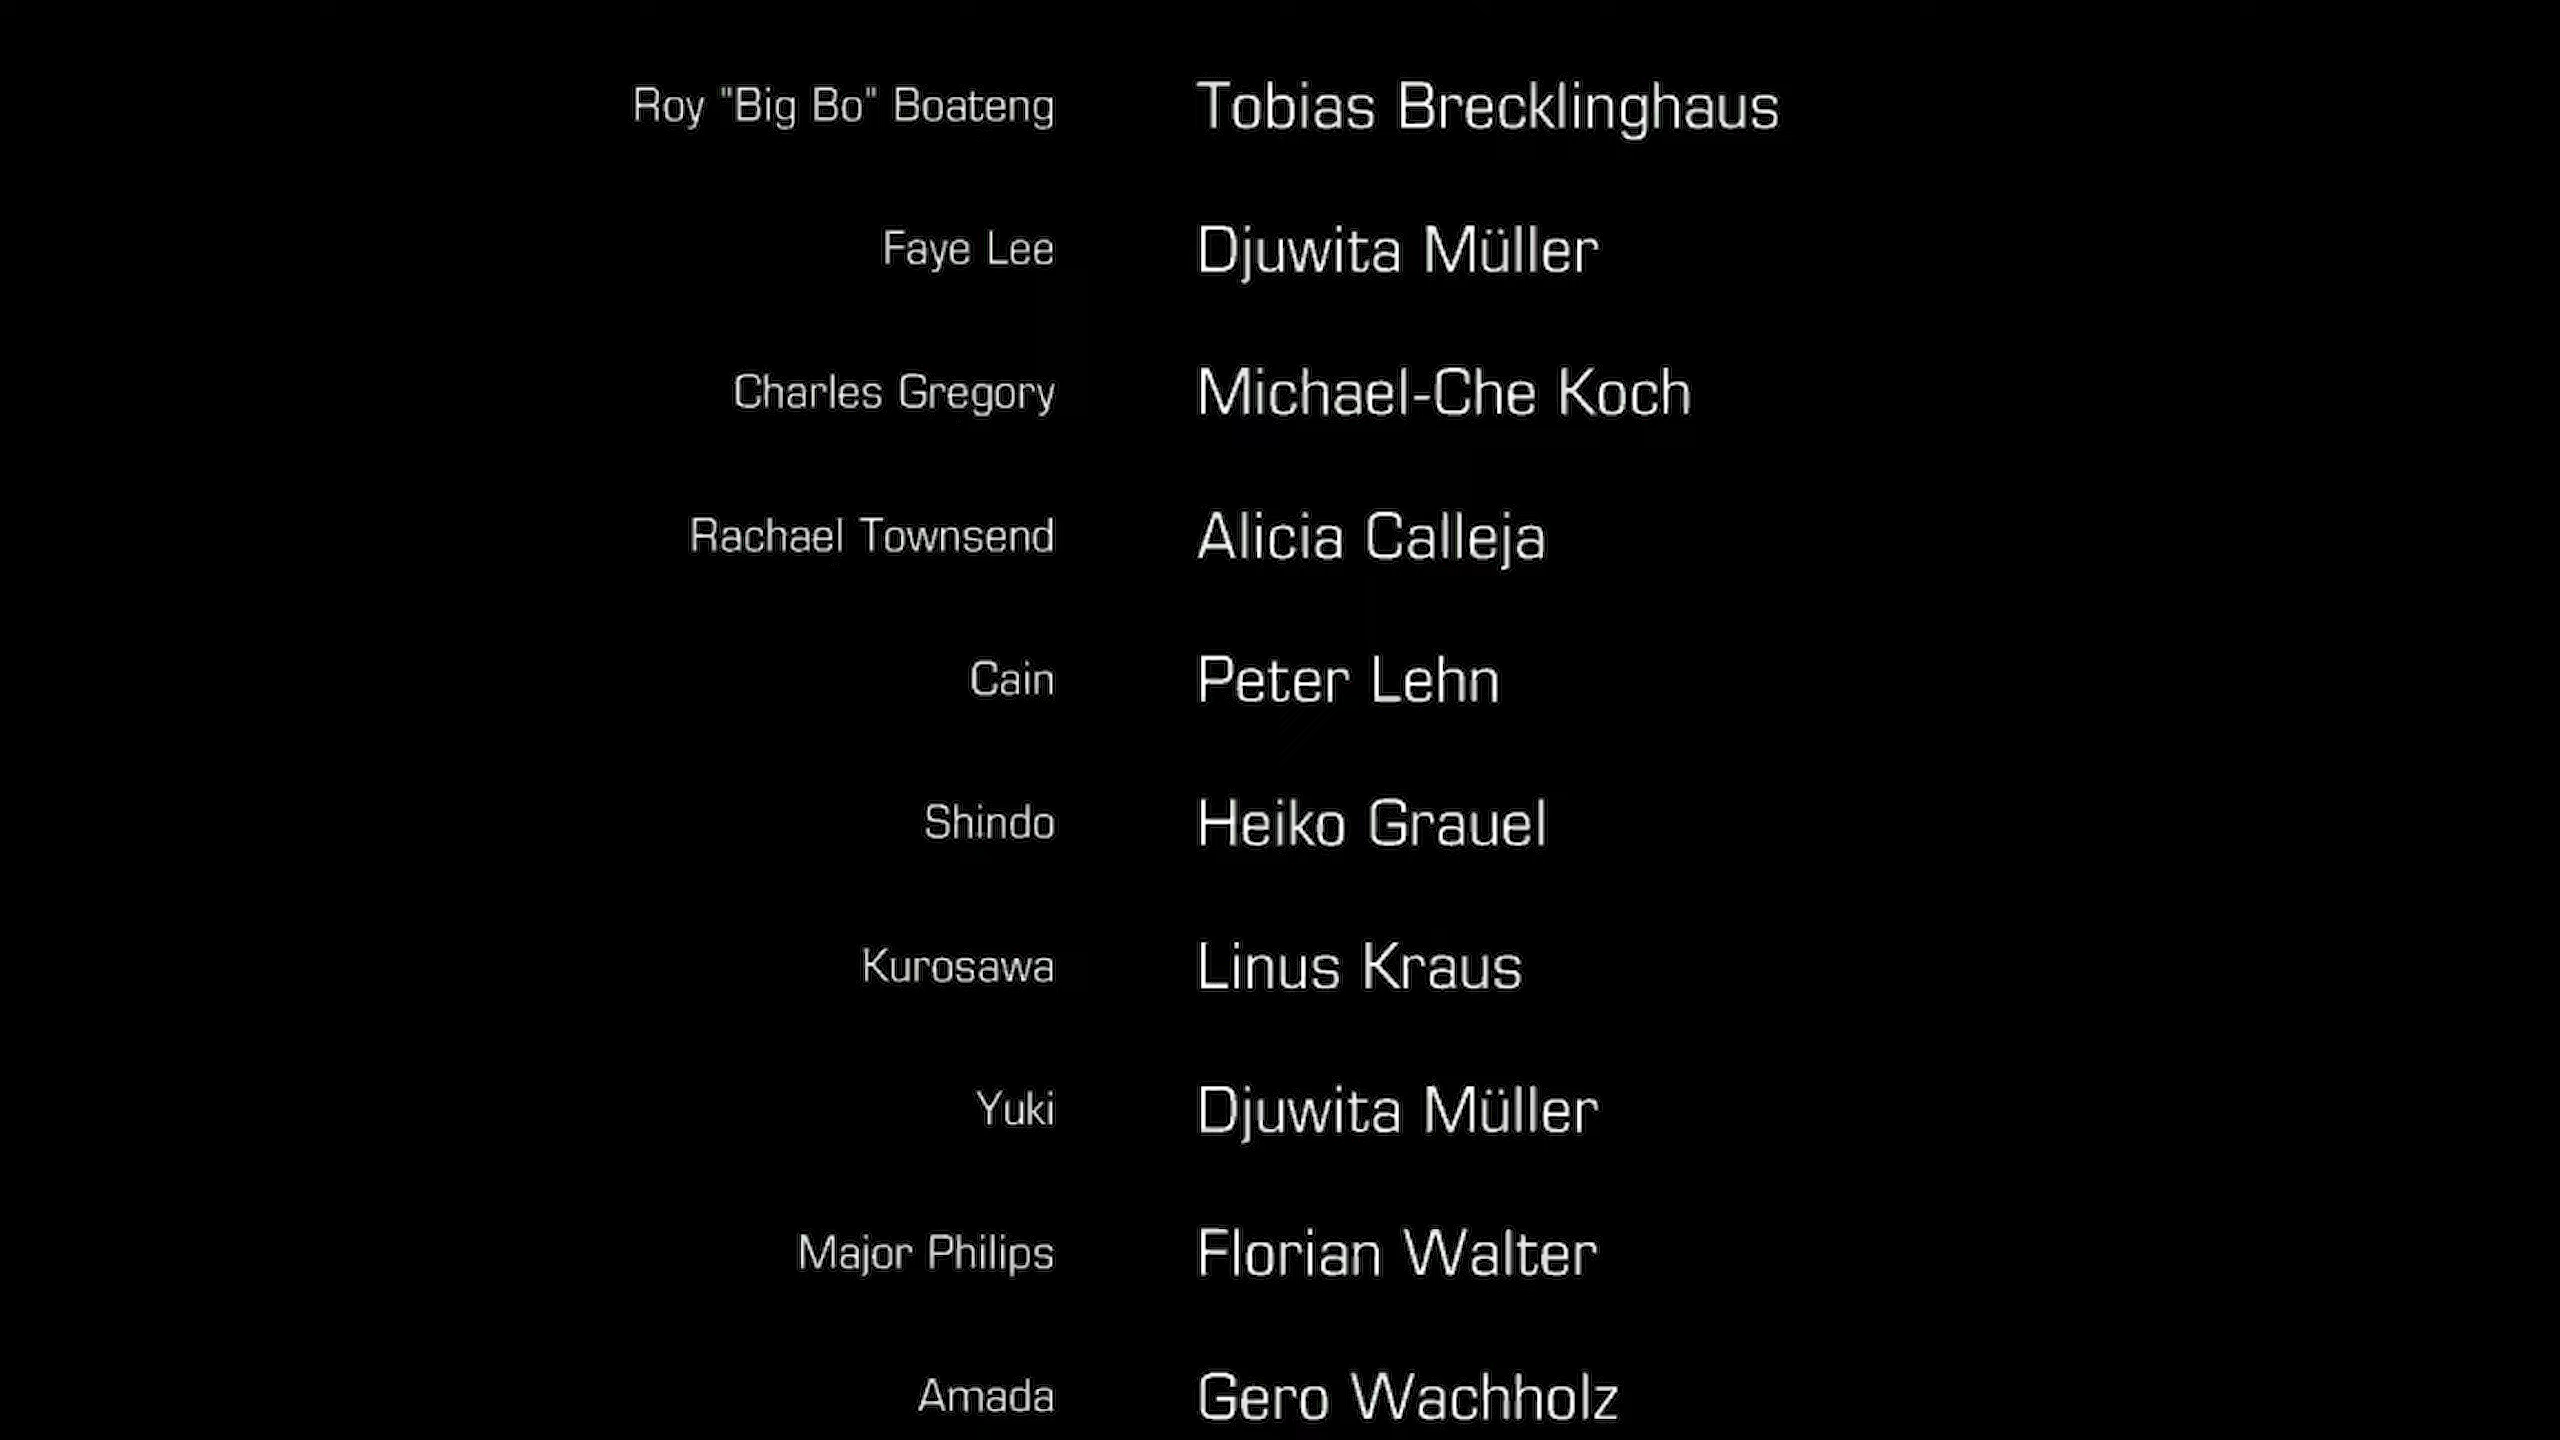 Roy "Big Bo" Boateng Tobias Brecklinghaus
Faye Lee Djuwita Müller
Charles Gregory Michael-Che Koch
Rachael Townsend Alicia Calleja
Cain Peter Lehn
Shindo Heiko Grauel
Kurosawa Linus Kraus
Yuki Djuwita Müller
Major Philips Florian Walter
Amada Gero Wachholz